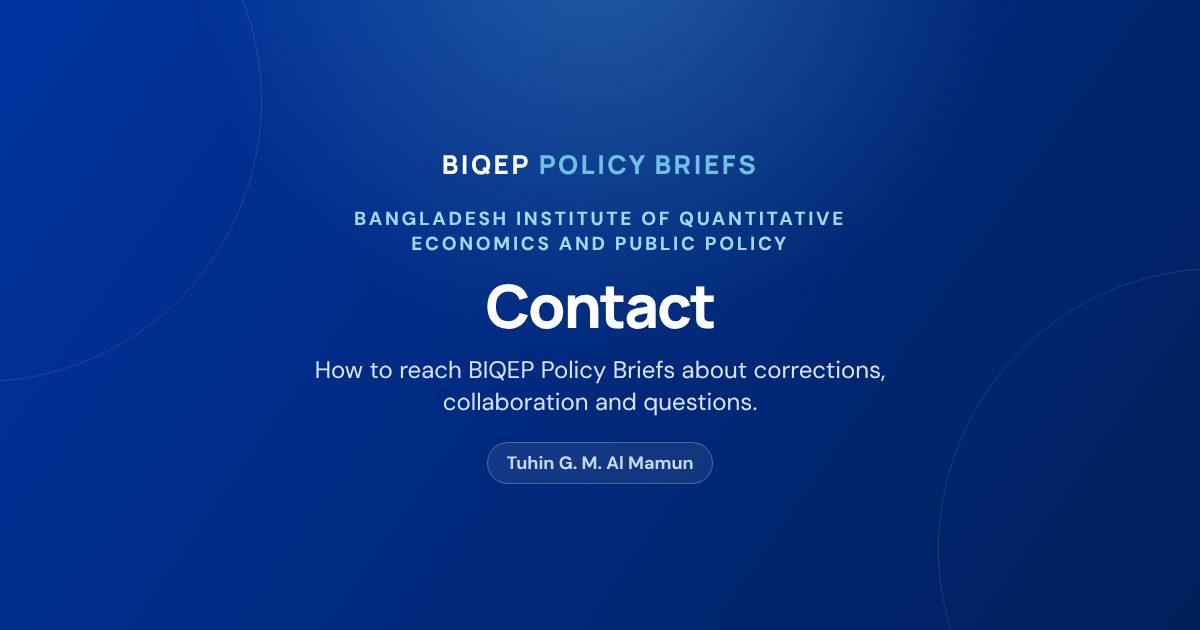 BIQEP POLICY BRIEFS
BANGLADESH INSTITUTE OF QUANTITATIVE
ECONOMICS AND PUBLIC POLICY
Contact
How to reach BIQEP Policy Briefs about corrections,
collaboration and questions.
Tuhin G. M. Al Mamun